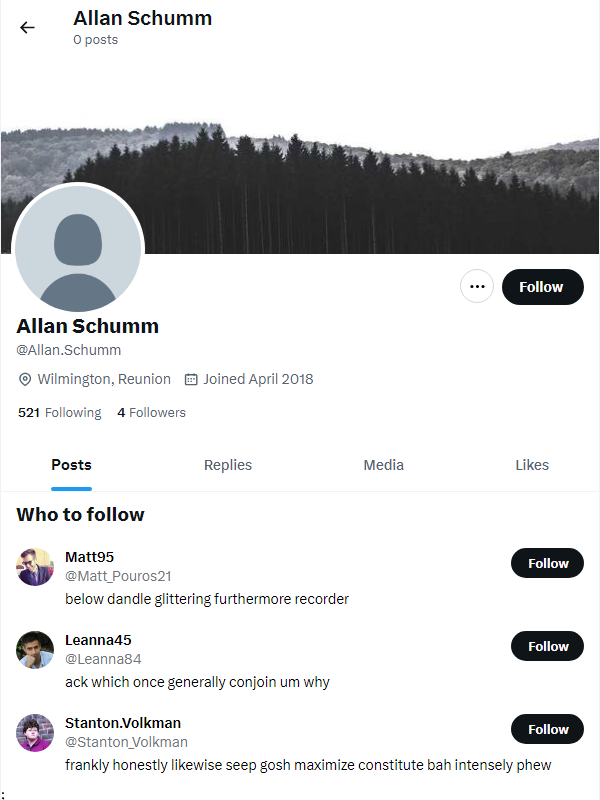 Allan Schumm
0 posts
Follow
Allan Schumm
@Allan.Schumm
Wilmington, Reunion Joined April 2018
521 Following 4 Followers
Posts Replies Media Likes
Who to follow
Matt95
@Matt_Pouros21
Follow
below dandle glittering furthermore recorder
Leanna45
@Leanna84
Follow
ack which once generally conjoin um why
Stanton.Volkman
@Stanton_Volkman
Follow
frankly honestly likewise seep gosh maximize constitute bah intensely phew
;